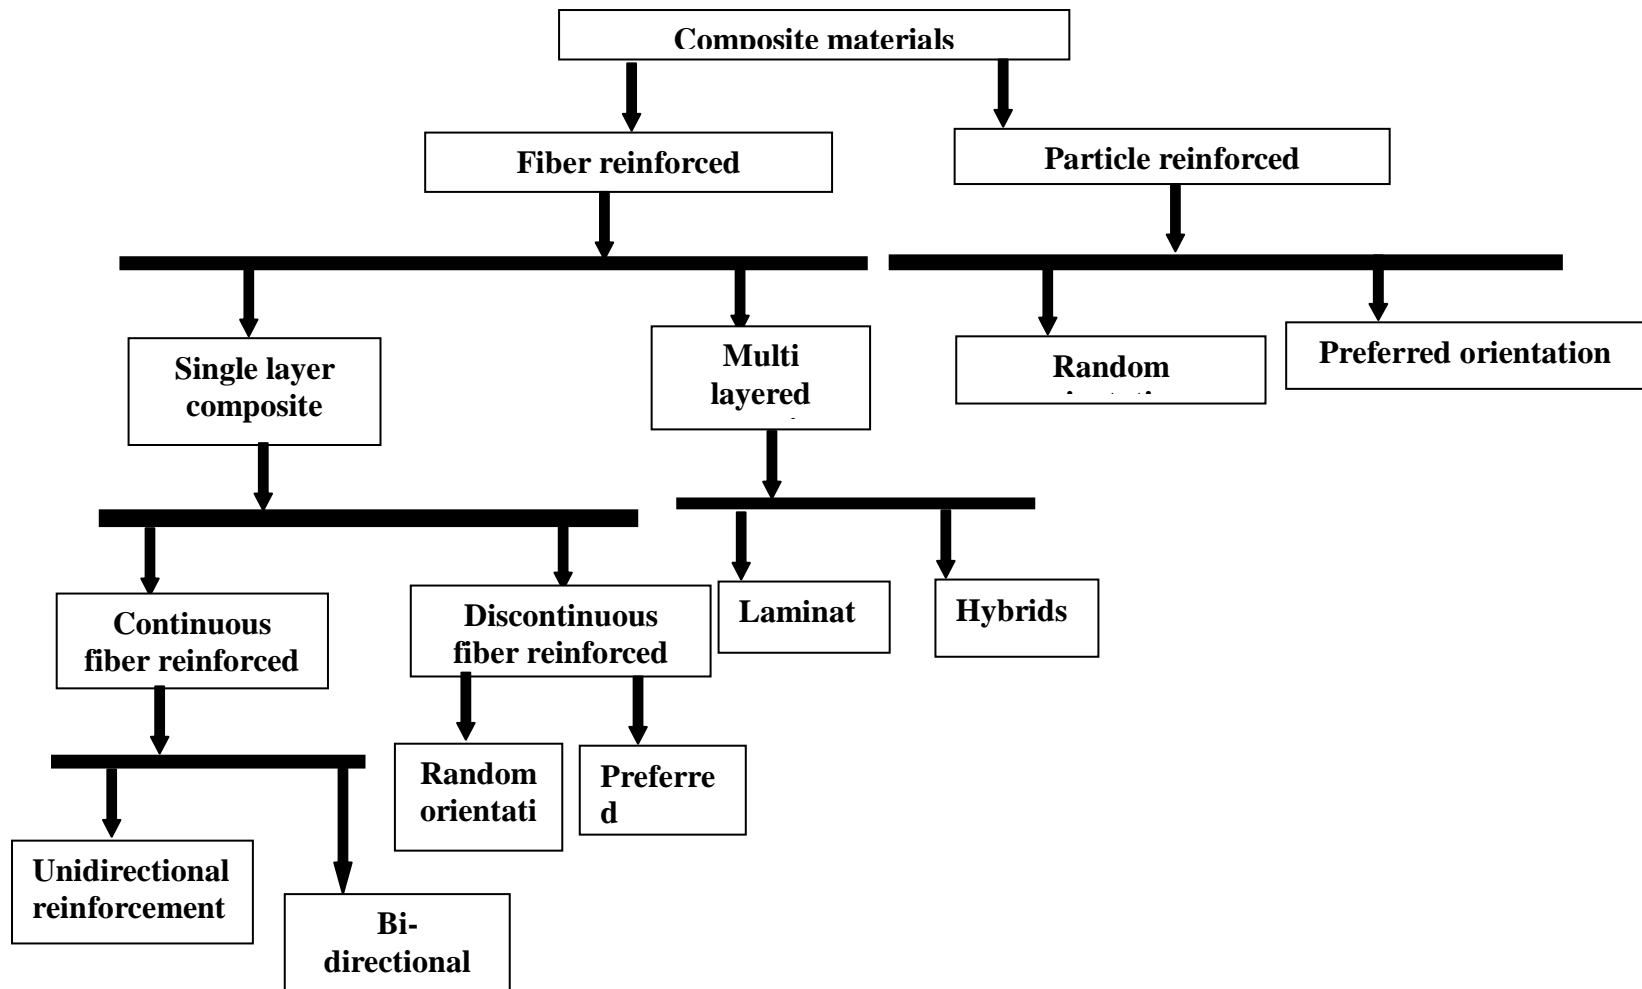 Composite materials
Fiber reinforced
Particle reinforced
Single layer
composite
Multi
layered
Random
Preferred orientation
Continuous
fiber reinforced
Discontinuous
fiber reinforced
Laminat
Hybrids
Random
orientati
Preferre
d
Unidirectional
reinforcement
Bi-
directional